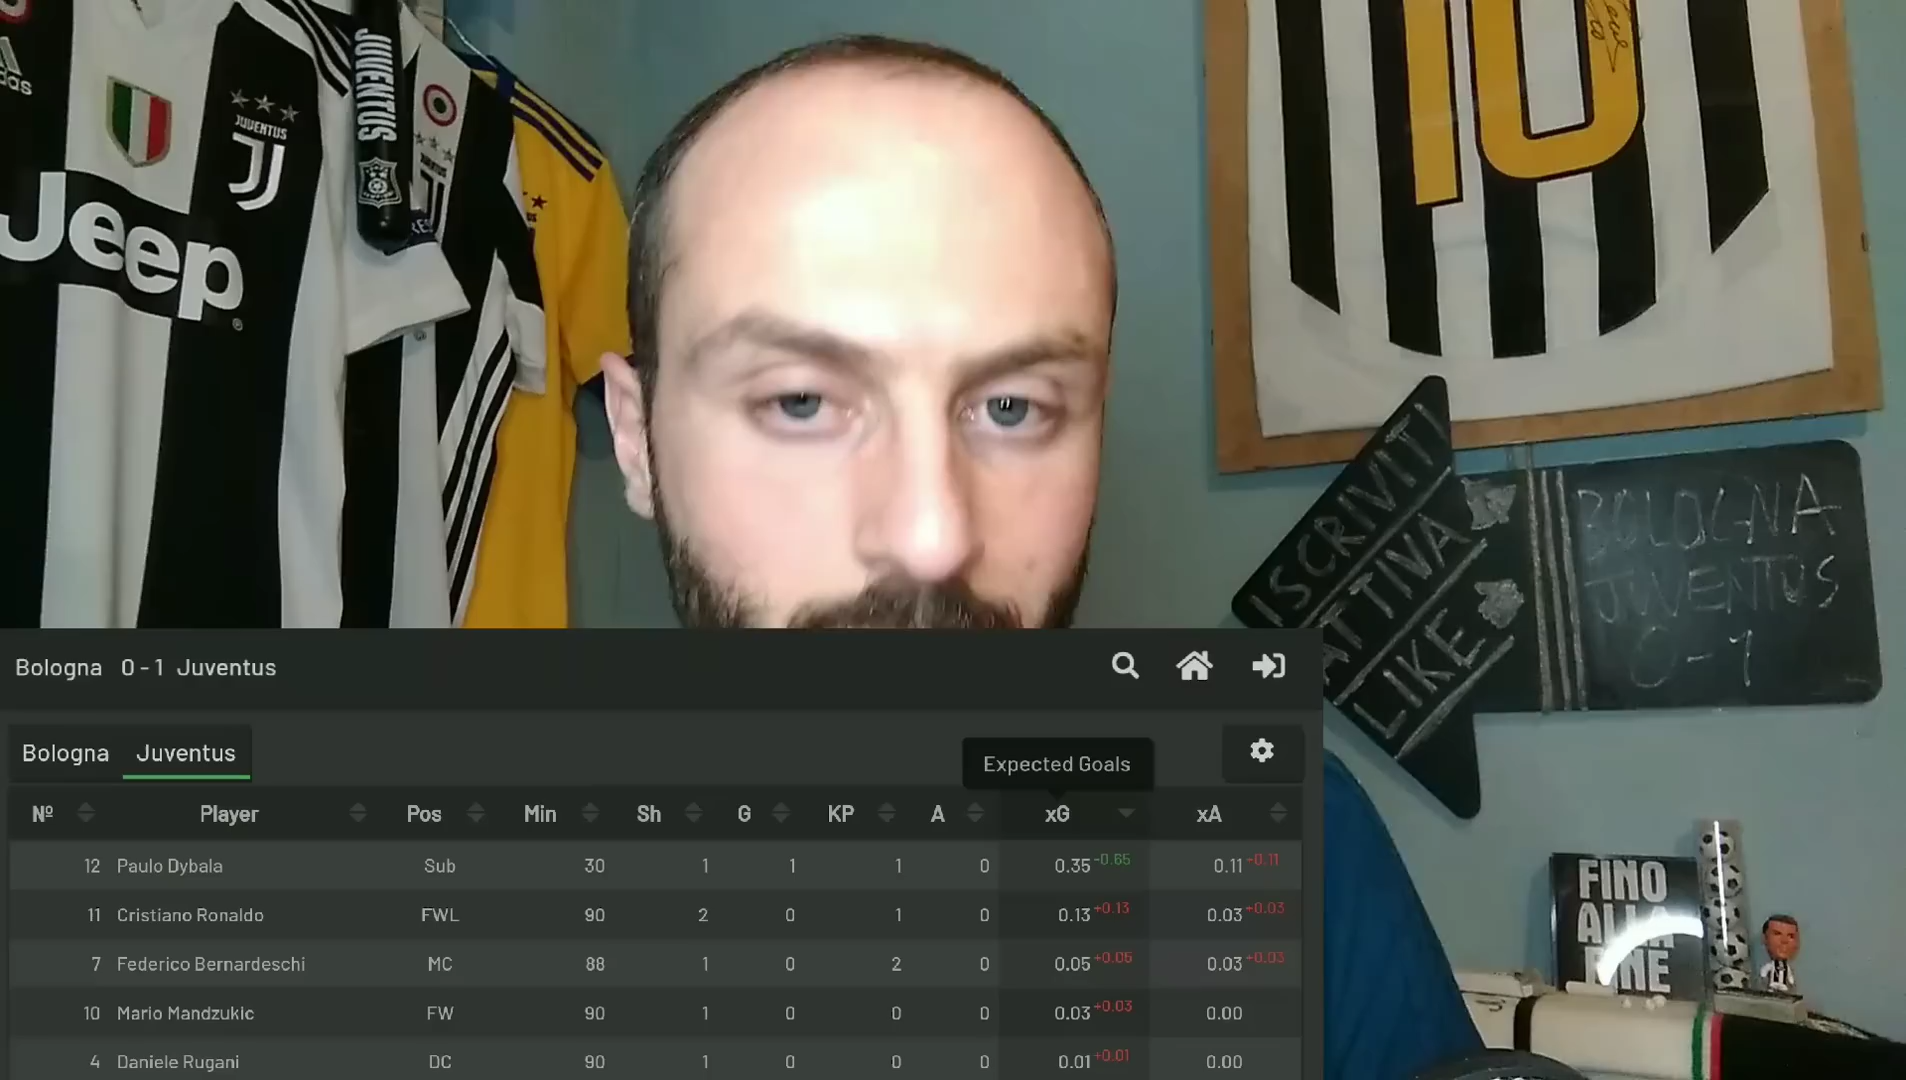 adidas
JUVENTUS
J
Jeep
JUVENTUS
10
ISCRIVITI
ATTIVA
LIKE
BOLOGNA
JUVENTUS
0-1
FINO
ALLA
FINE
Bologna 0 - 1 Juventus
Bologna Juventus
Expected Goals
Nº Player Pos Min Sh G KP A xG xA
12 Paulo Dybala Sub 30 1 1 1 0 0.35 -0.65 0.11 -0.11
11 Cristiano Ronaldo FWL 90 2 0 1 0 0.13 +0.13 0.03 +0.03
7 Federico Bernardeschi MC 88 1 0 2 0 0.05 +0.05 0.03 +0.03
10 Mario Mandzukic FW 90 1 0 0 0 0.03 +0.03 0.00
4 Daniele Rugani DC 90 1 0 0 0 0.01 +0.01 0.00